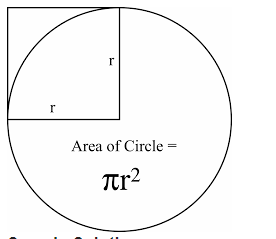 r
r
Area of Circle =
πr²